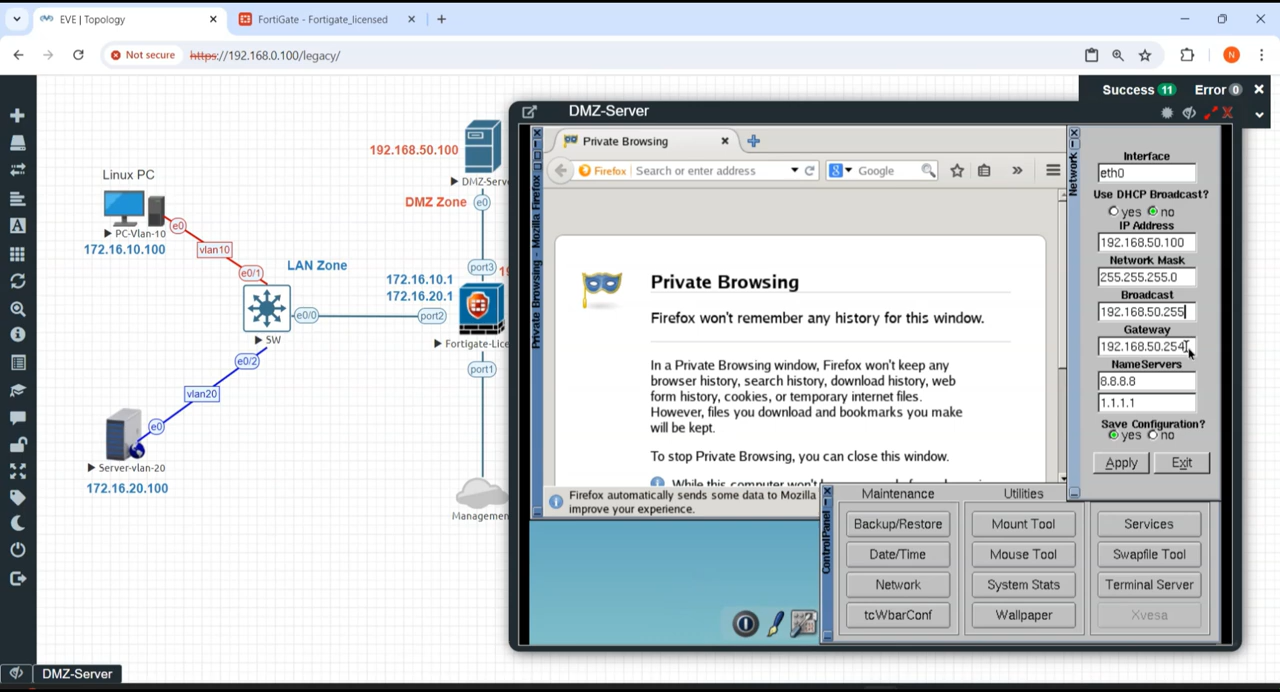 EVE | Topology
FortiGate - Fortigate_licensed
Not secure
https://192.168.0.100/legacy/
N
Success 11 Error 0
DMZ-Server
192.168.50.100
DMZ-Serve
DMZ Zone
e0
port3
Linux PC
e0
PC-Vlan-10
172.16.10.100
vlan10
e0/1
LAN Zone
172.16.10.1
172.16.20.1
19
SW
e0/0
port2
Fortigate-Lice
e0/2
port1
vlan20
e0
Server-vlan-20
172.16.20.100
Managemen
DMZ-Server
Private Browsing - Mozilla Firefox
Private Browsing
Firefox Search or enter address
Google
Private Browsing
Firefox won't remember any history for this window.
In a Private Browsing window, Firefox won't keep any
browser history, search history, download history, web
form history, cookies, or temporary internet files.
However, files you download and bookmarks you make
will be kept.
To stop Private Browsing, you can close this window.
While this computer won't
Firefox automatically sends some data to Mozilla
improve your experience.
Network
Interface
eth0
Use DHCP Broadcast?
yes no
IP Address
192.168.50.100
Network Mask
255.255.255.0
Broadcast
192.168.50.255
Gateway
192.168.50.254
NameServers
8.8.8.8
1.1.1.1
Save Configuration?
yes no
Apply Exit
ControlPanel
Maintenance Utilities
Backup/Restore Mount Tool Services
Date/Time Mouse Tool Swapfile Tool
Network System Stats Terminal Server
tcWbarConf Wallpaper Xvesa